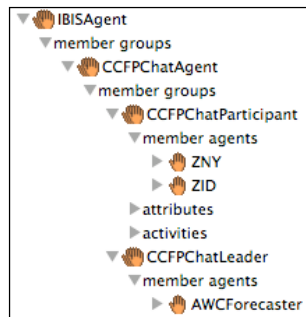 IBISAgent
member groups
CCFPChatAgent
member groups
CCFPChatParticipant
member agents
ZNY
ZID
attributes
activities
CCFPChatLeader
member agents
AWCForecaster